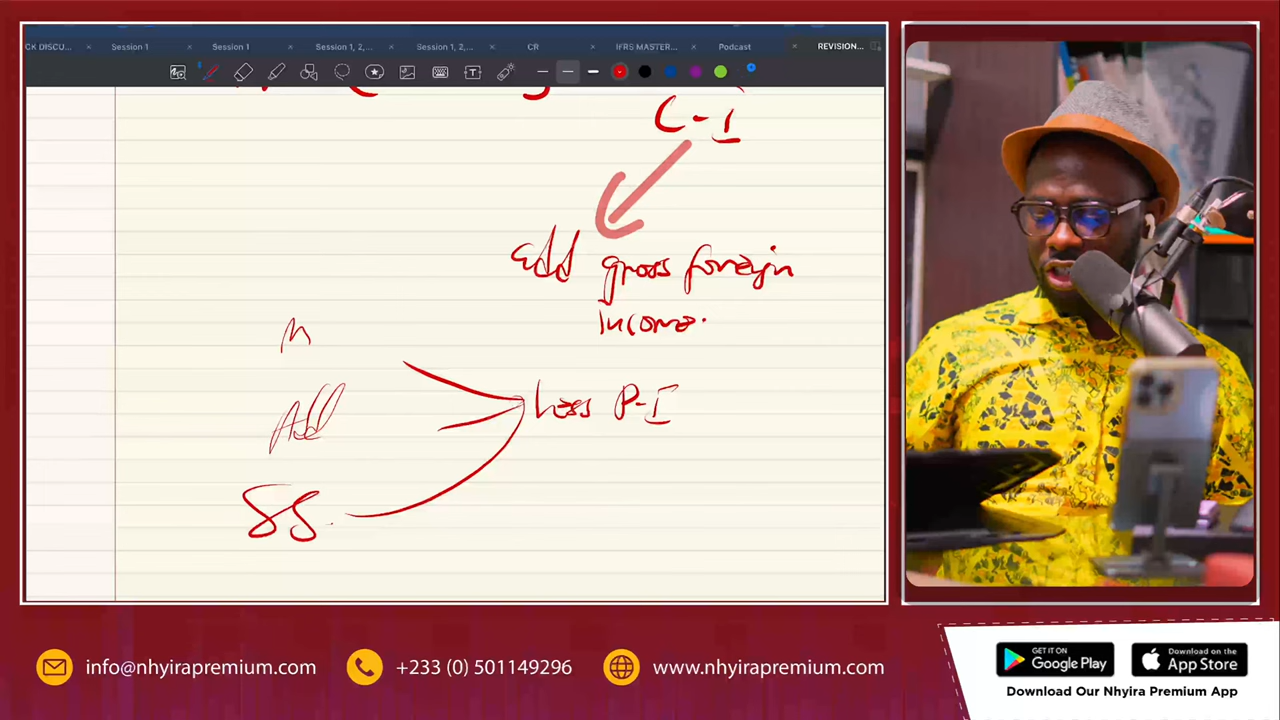 CK DISCU...
Session 1
Session 1
Session 1, 2,...
Session 1, 2,...
CR
IFRS MASTER...
Podcast
REVISION...
C-I
add gross foreign
Income.
Add
Less P-I
SS
info@nhyirapremium.com
+233 (0) 501149296
www.nhyirapremium.com
GET IT ON
Google Play
Download on the
App Store
Download Our Nhyira Premium App